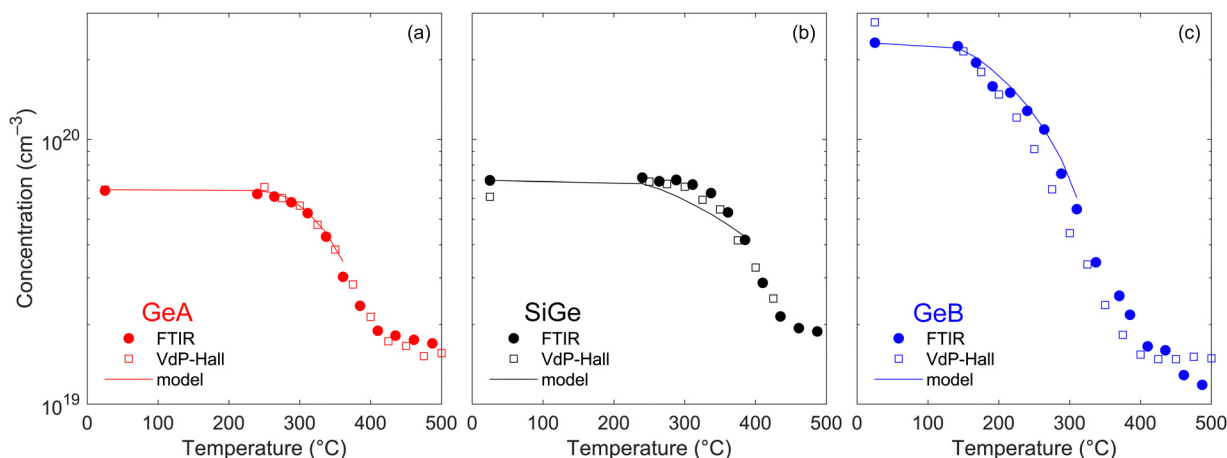 (a)
(b)
(c)
Concentration (cm⁻³)
10²⁰
10¹⁹
GeA
FTIR
VdP-Hall
model
SiGe
FTIR
VdP-Hall
model
GeB
FTIR
VdP-Hall
model
0 100 200 300 400 500
0 100 200 300 400 500
0 100 200 300 400 500
Temperature (°C)
Temperature (°C)
Temperature (°C)